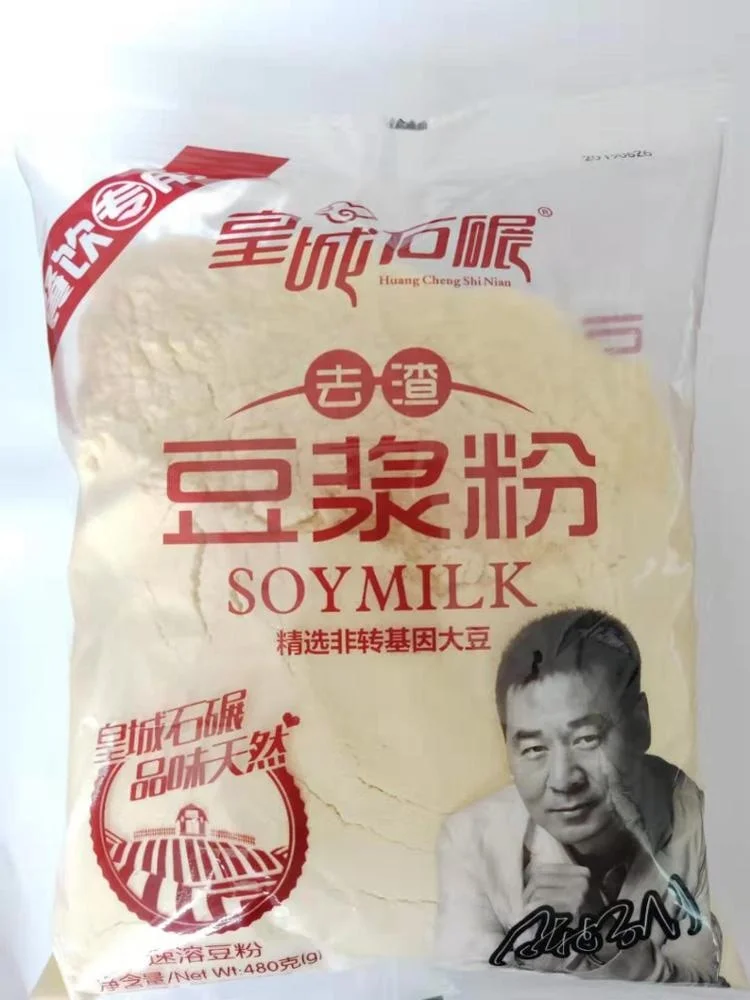 20190626
餐饮专用
皇城石碾®
Huang Cheng Shi Nian
去渣
豆浆粉
SOYMILK
精选非转基因大豆
皇城石碾
品味天然
速溶豆粉
净含量/Net Wt:480克(g)